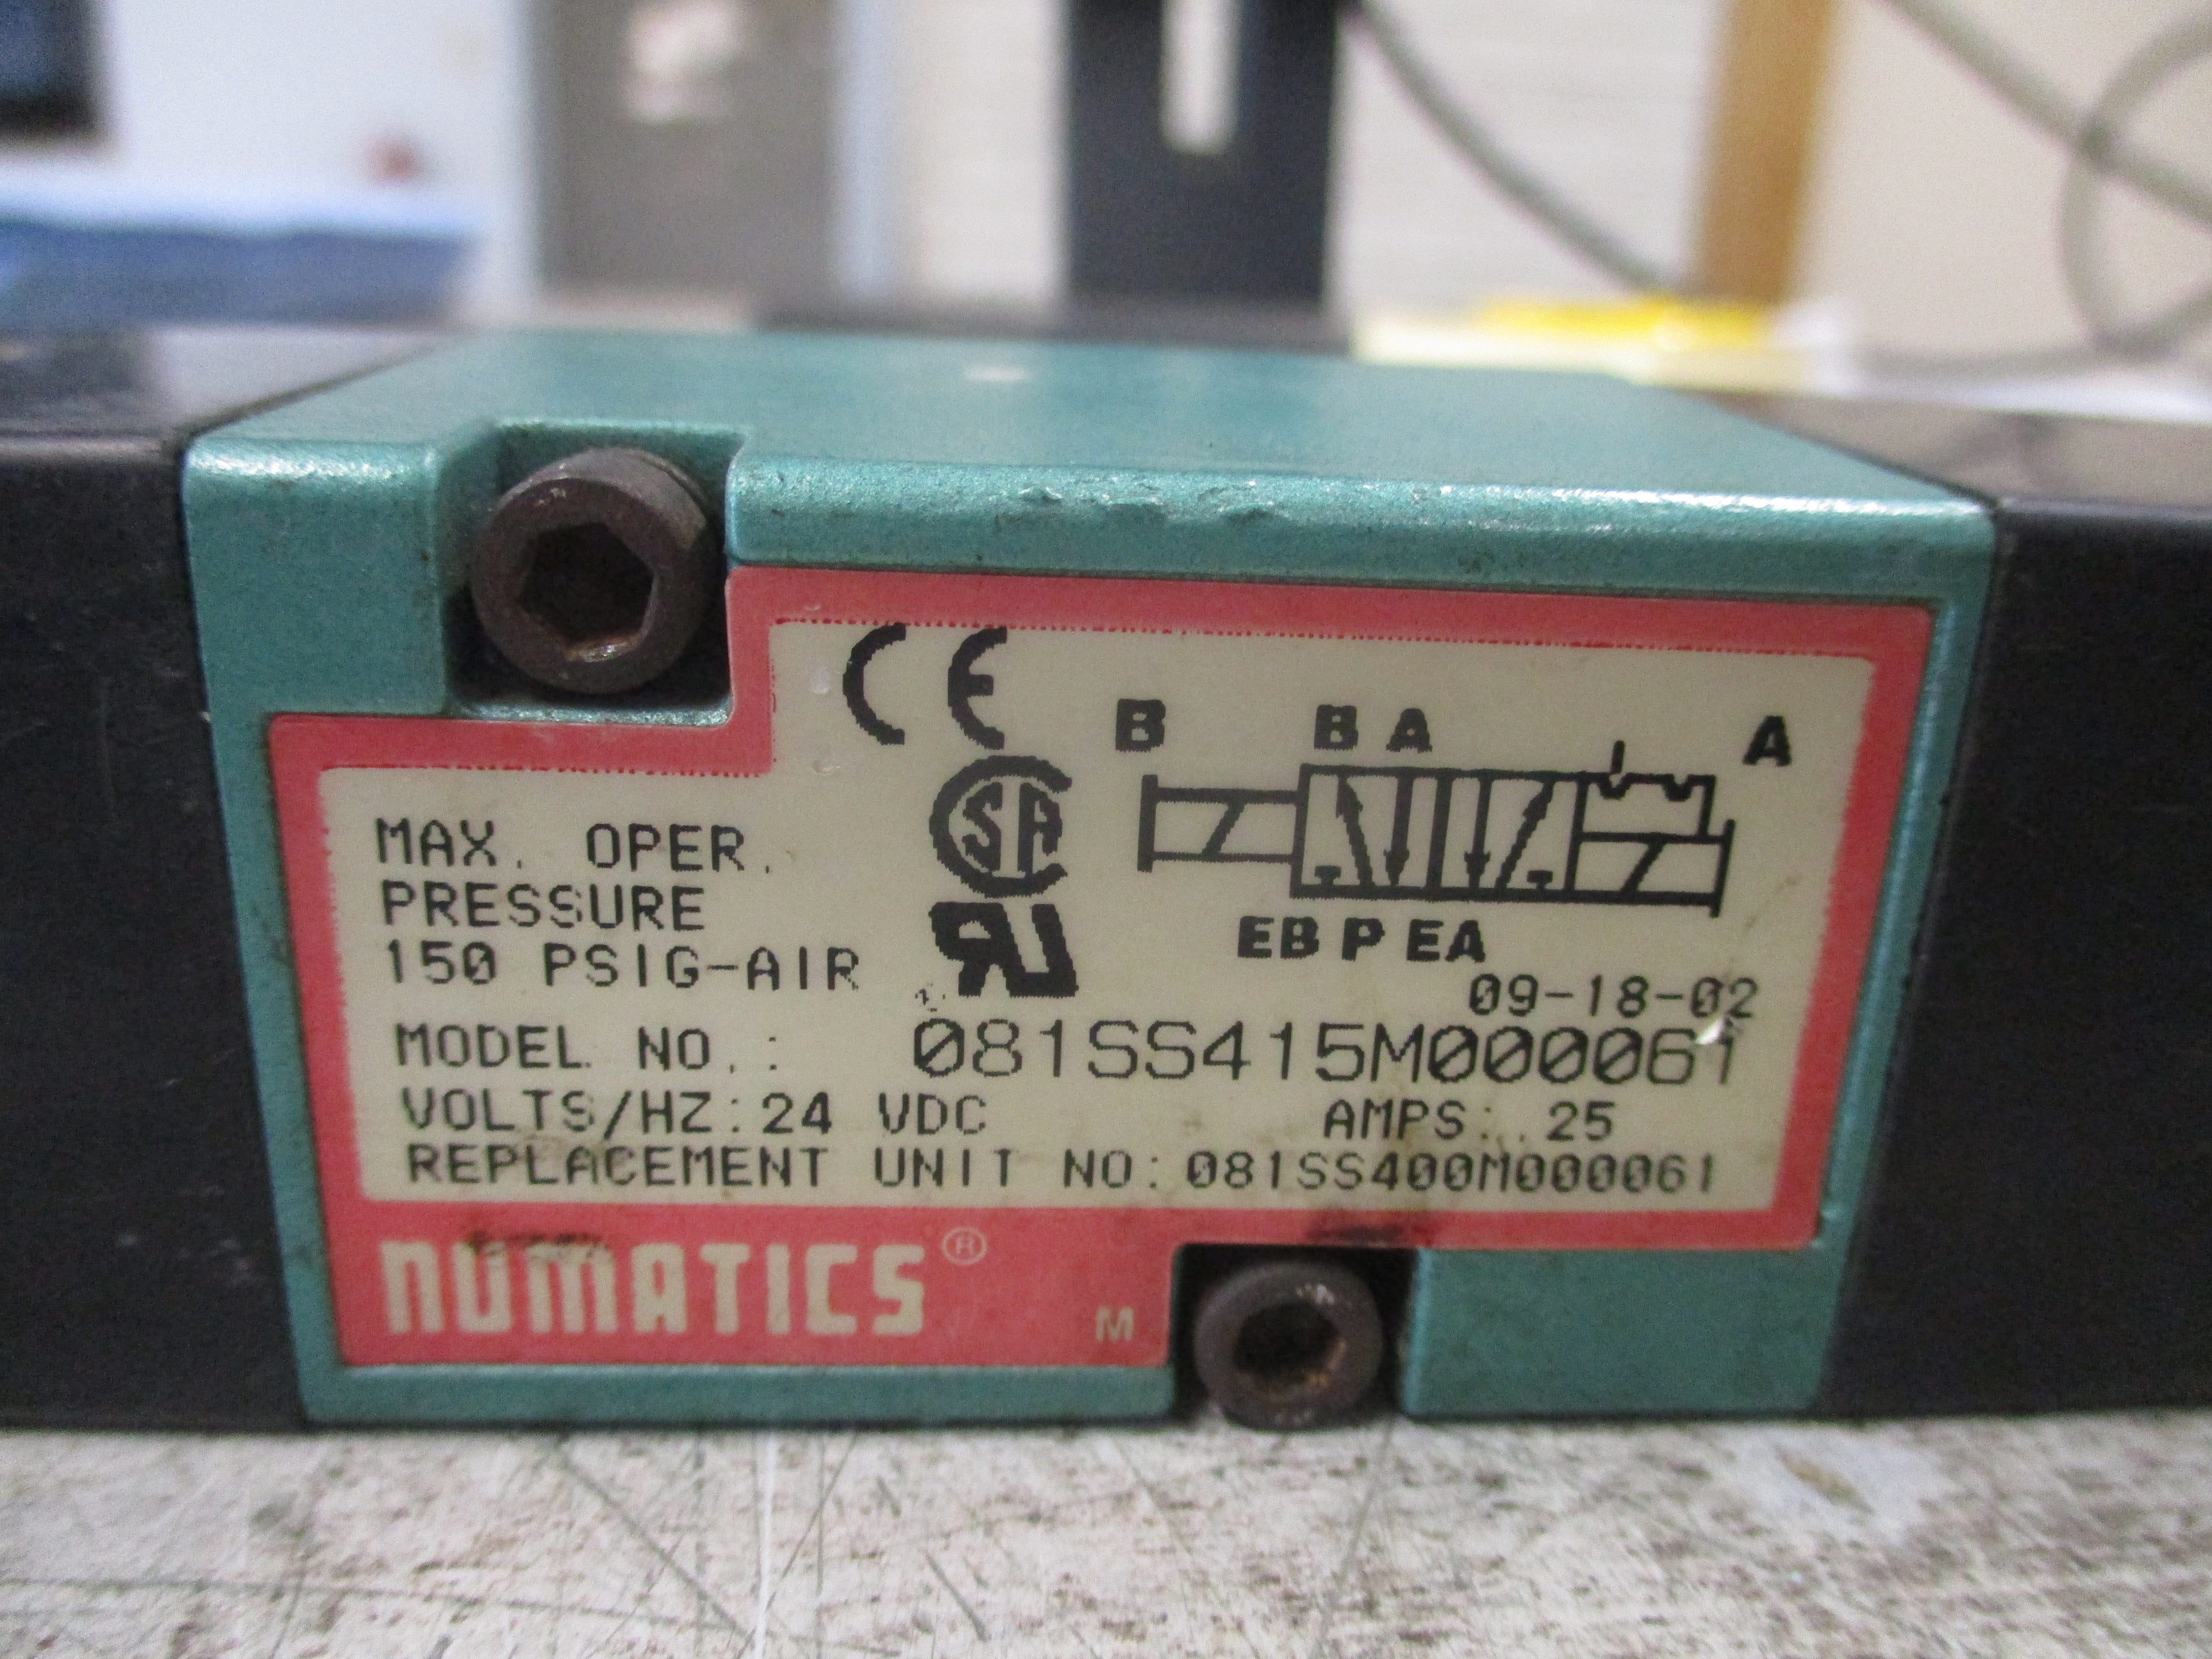 CE
B B A A
SA
MAX. OPER.
PRESSURE
150 PSIG-AIR
EB P EA
09-18-02
MODEL NO.: 081SS415M000061
VOLTS/HZ:24 VDC AMPS: .25
REPLACEMENT UNIT NO:081SS400M000061
NUMATICS®
M